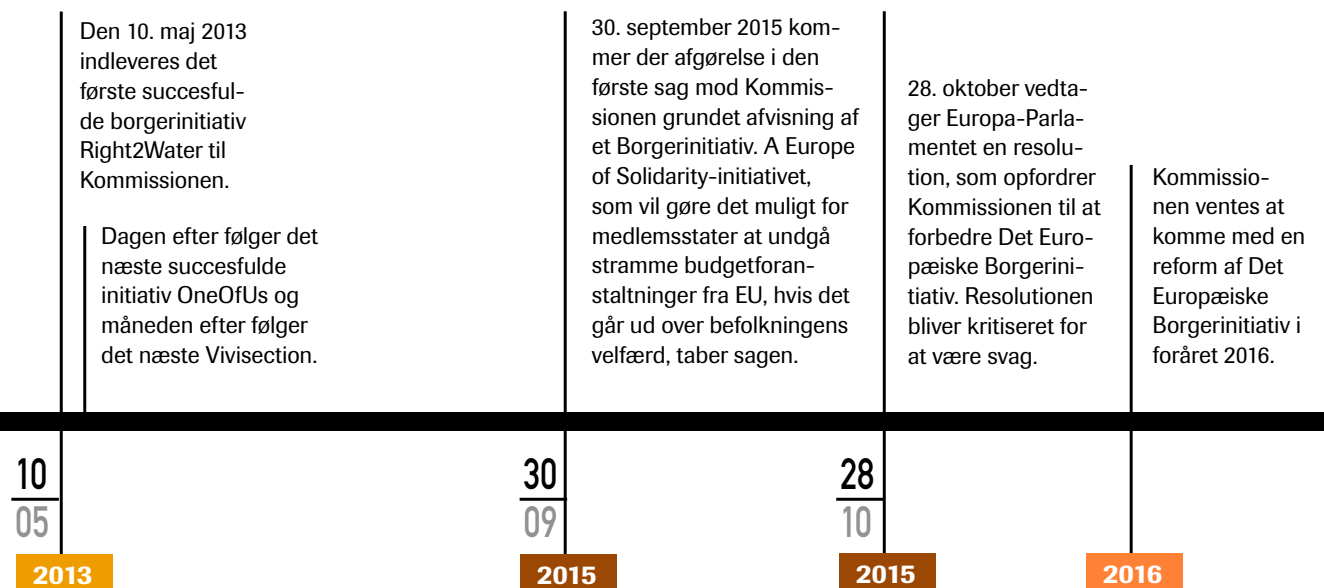 Den 10. maj 2013
indleveres det
første succesful-
de borgerinitiativ
Right2Water til
Kommissionen.
Dagen efter følger det
næste succesfulde
initiativ OneOfUs og
måneden efter følger
det næste Vivisection.
30. september 2015 kom-
mer der afgørelse i den
første sag mod Kommis-
sionen grundet afvisning af
et Borgerinitiativ. A Europe
of Solidarity-initiativet,
som vil gøre det muligt for
medlemsstater at undgå
stramme budgetforan-
staltninger fra EU, hvis det
går ud over befolkningens
velfærd, taber sagen.
28. oktober vedta-
ger Europa-Parla-
mentet en resolu-
tion, som opfordrer
Kommissionen til at
forbedre Det Euro-
pæiske Borgerini-
tiativ. Resolutionen
bliver kritiseret for
at være svag.
Kommissio-
nen ventes at
komme med en
reform af Det
Europæiske
Borgerinitiativ i
foråret 2016.
10
05
2013
30
09
2015
28
10
2015
2016